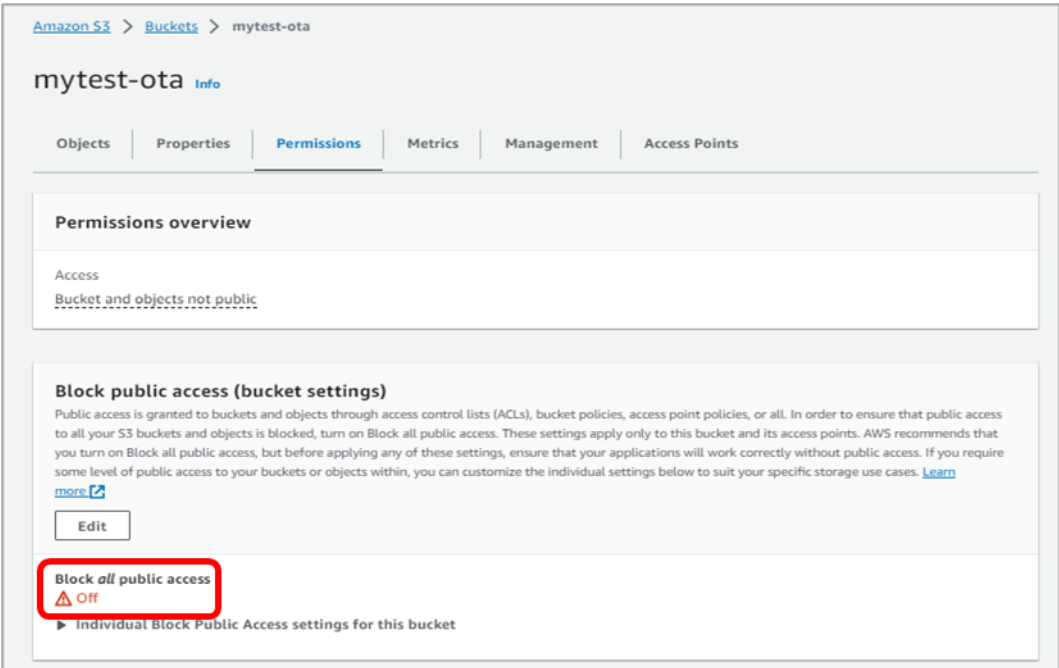 Amazon S3 > Buckets > mytest-ota
mytest-ota Info
Objects Properties Permissions Metrics Management Access Points
Permissions overview
Access
Bucket and objects not public
Block public access (bucket settings)
Public access is granted to buckets and objects through access control lists (ACLs), bucket policies, access point policies, or all. In order to ensure that public access
to all your S3 buckets and objects is blocked, turn on Block all public access. These settings apply only to this bucket and its access points. AWS recommends that
you turn on Block all public access, but before applying any of these settings, ensure that your applications will work correctly without public access. If you require
some level of public access to your buckets or objects within, you can customize the individual settings below to suit your specific storage use cases. Learn
more
Edit
Block all public access
Off
Individual Block Public Access settings for this bucket